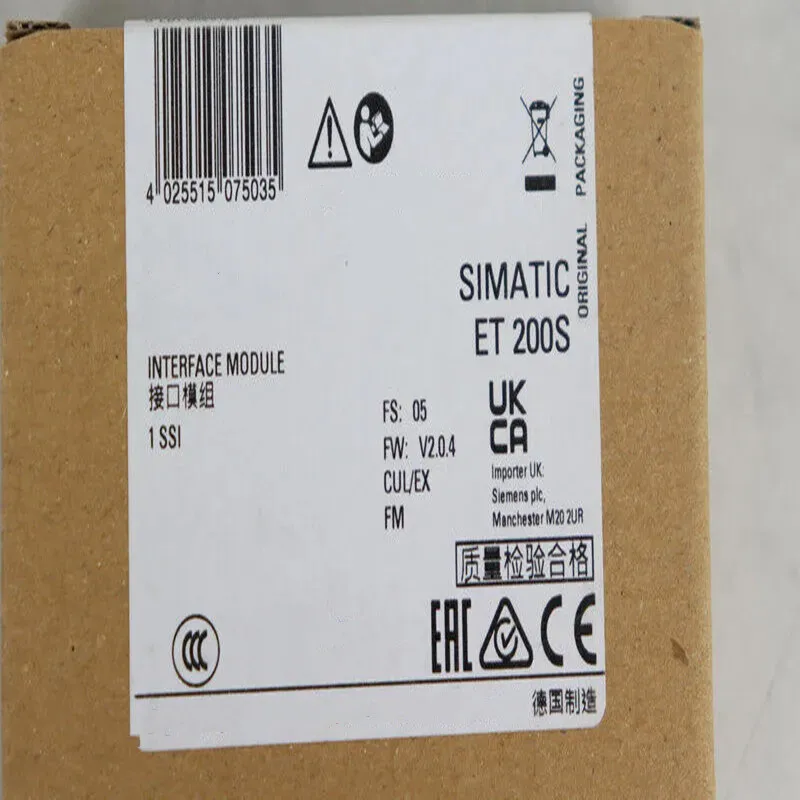 4 025515 075035
ORIGINAL PACKAGING
SIMATIC
ET 200S
INTERFACE MODULE
接口模组
1 SSI
FS: 05
FW: V2.0.4
CUL/EX
FM
UK
CA
Importer UK:
Siemens plc,
Manchester M20 2UR
质量检验合格
CCC
EAC
CE
德国制造